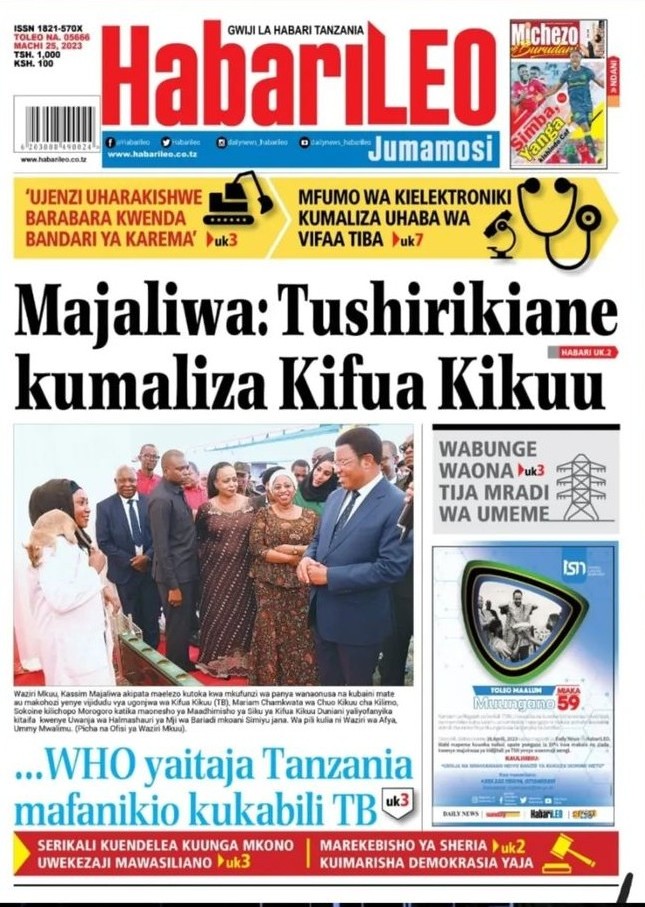 ISSN 1821-570X
TOLEO NA. 05666
MACHI 25, 2023
TSH. 1,000
KSH. 100
www.habarileo.co.tz
GWIJI LA HABARI TANZANIA
HabariLEO
Habarileo
dailynews_habarileo
dailynews_habarileo
www.habarileo.co.tz
Jumamosi
Michezo
Burudani
Simba,
Yanga
NDANI
'UJENZI UHARAKISHWE
BARABARA KWENDA
BANDARI YA KAREMA' uk3
MFUMO WA KIELEKTRONIKI
KUMALIZA UHABA WA
VIFAA TIBA uk7
Majaliwa: Tushirikiane
HABARI UK.2
kumaliza Kifua Kikuu
Waziri Mkuu, Kassim Majaliwa akipata maelezo kutoka kwa mkufunzi wa panya wanaonusa na kubaini mate
au makohozi yenye vijidudu vya ugonjwa wa Kifua Kikuu (TB), Mariam Chamkwata wa Chuo Kikuu cha Kilimo,
Sokoine kilichopo Morogoro katika maonesho ya Maadhimisho ya Siku ya Kifua Kikuu Duniani yaliyofanyika
kitaifa kwenye Uwanja wa Halmashauri ya Mji wa Bariadi mkoani Simiyu jana. Wa pili kulia ni Waziri wa Afya,
Ummy Mwalimu. (Picha na Ofisi ya Waziri Mkuu).
...WHO yaitaja Tanzania
mafanikio kukabili TB uk3
WABUNGE
WAONA uk3
TIJA MRADI
WA UMEME
TOLEO MAALUM
Muungano
MIAKA
59
DAILY NEWS
HabariLEO
SERIKALI KUENDELEA KUUNGA MKONO
UWEKEZAJI MAWASILIANO uk3
MAREKEBISHO YA SHERIA uk2
KUIMARISHA DEMOKRASIA YAJA